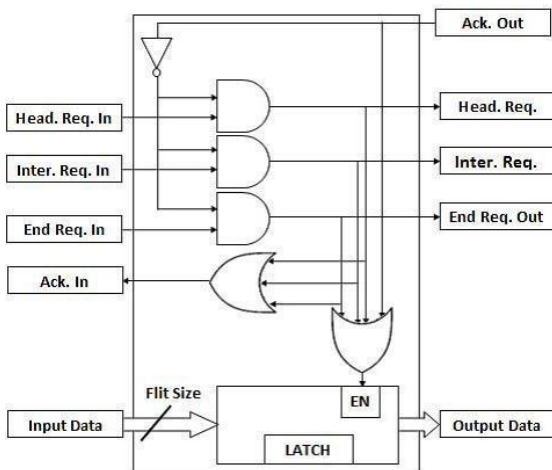 Ack. Out
Head. Req. In
Head. Req.
Inter. Req. In
Inter. Req.
End Req. In
End Req. Out
Ack. In
Flit Size
EN
Input Data
Output Data
LATCH